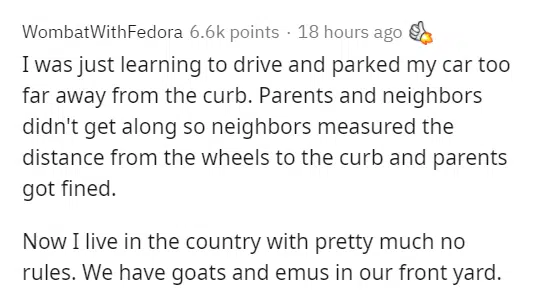 WombatWithFedora 6.6k points · 18 hours ago
I was just learning to drive and parked my car too
far away from the curb. Parents and neighbors
didn't get along so neighbors measured the
distance from the wheels to the curb and parents
got fined.
Now I live in the country with pretty much no
rules. We have goats and emus in our front yard.